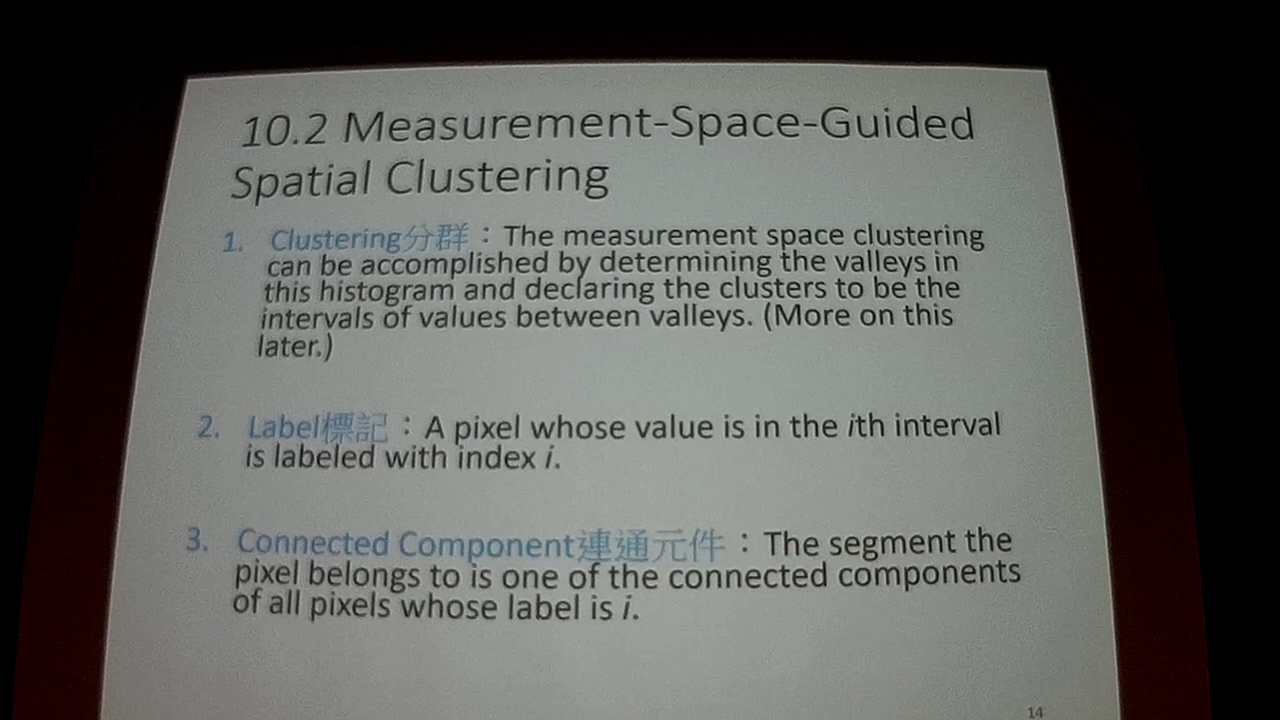 10.2 Measurement-Space-Guided
Spatial Clustering
1. Clustering分群：The measurement space clustering
can be accomplished by determining the valleys in
this histogram and declaring the clusters to be the
intervals of values between valleys. (More on this
later.)
2. Label標記：A pixel whose value is in the ith interval
is labeled with index i.
3. Connected Component連通元件：The segment the
pixel belongs to is one of the connected components
of all pixels whose label is i.
14